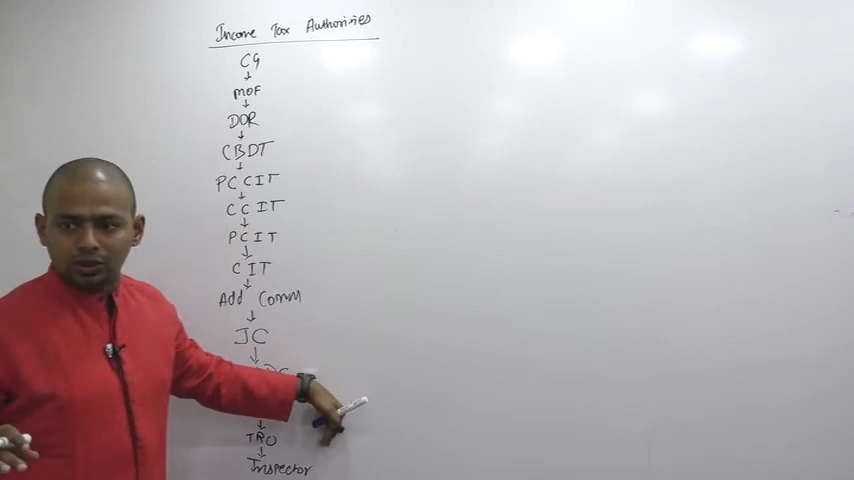 Income Tax Authorities
CG
MOF
DOR
CBDT
PCCIT
CCIT
PCIT
CIT
Add Comm
JC
TRO
Inspector